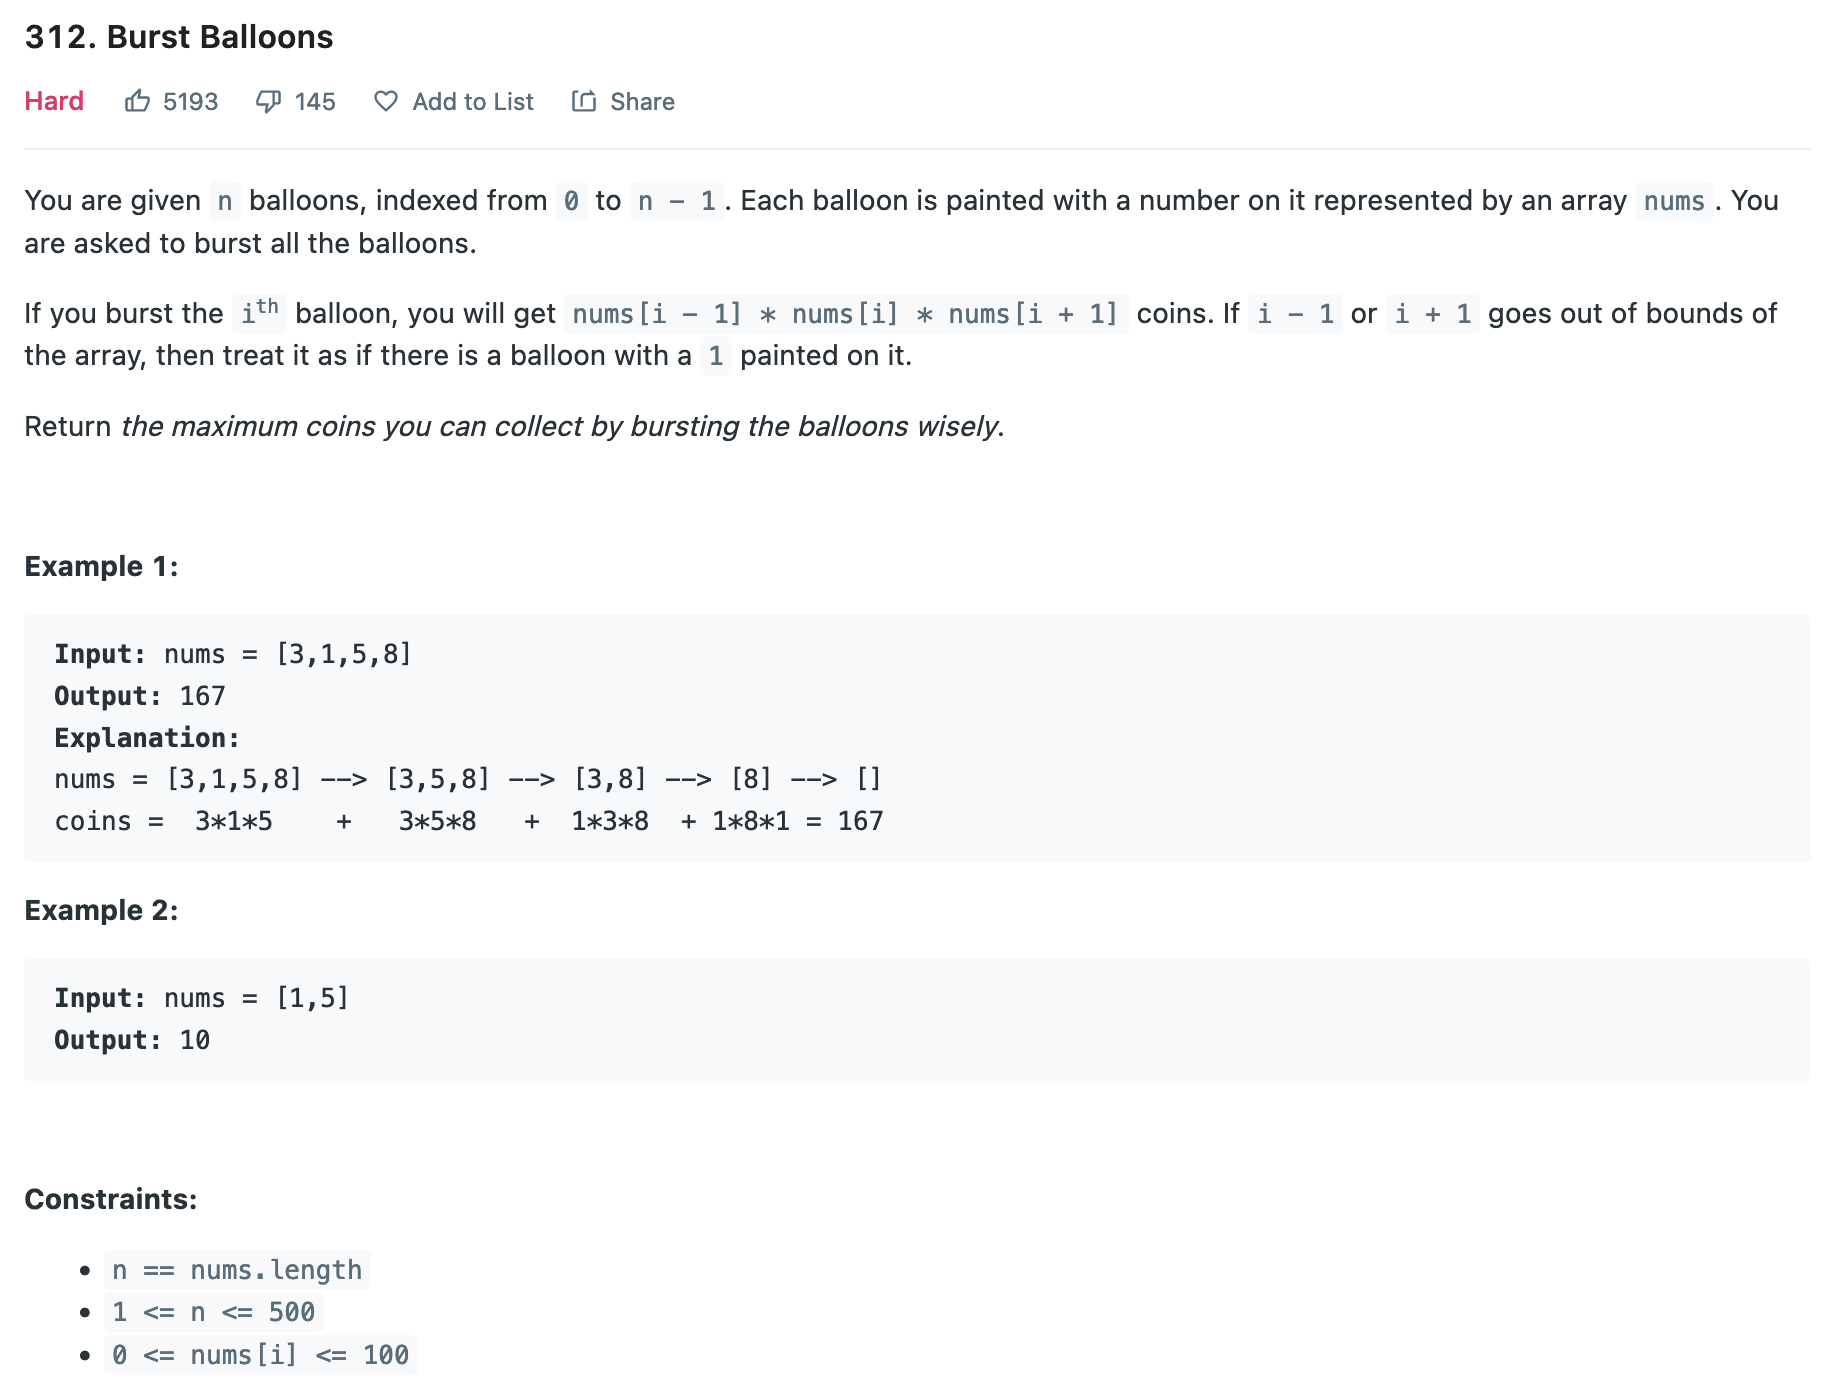 312. Burst Balloons
Hard 5193 145 Add to List Share
You are given n balloons, indexed from 0 to n - 1. Each balloon is painted with a number on it represented by an array nums. You
are asked to burst all the balloons.
If you burst the ith balloon, you will get nums[i - 1] * nums[i] * nums[i + 1] coins. If i - 1 or i + 1 goes out of bounds of
the array, then treat it as if there is a balloon with a 1 painted on it.
Return the maximum coins you can collect by bursting the balloons wisely.
Example 1:
Input: nums = [3,1,5,8]
Output: 167
Explanation:
nums = [3,1,5,8] --> [3,5,8] --> [3,8] --> [8] --> []
coins = 3*1*5 + 3*5*8 + 1*3*8 + 1*8*1 = 167
Example 2:
Input: nums = [1,5]
Output: 10
Constraints:
• n == nums.length
• 1 <= n <= 500
• 0 <= nums[i] <= 100